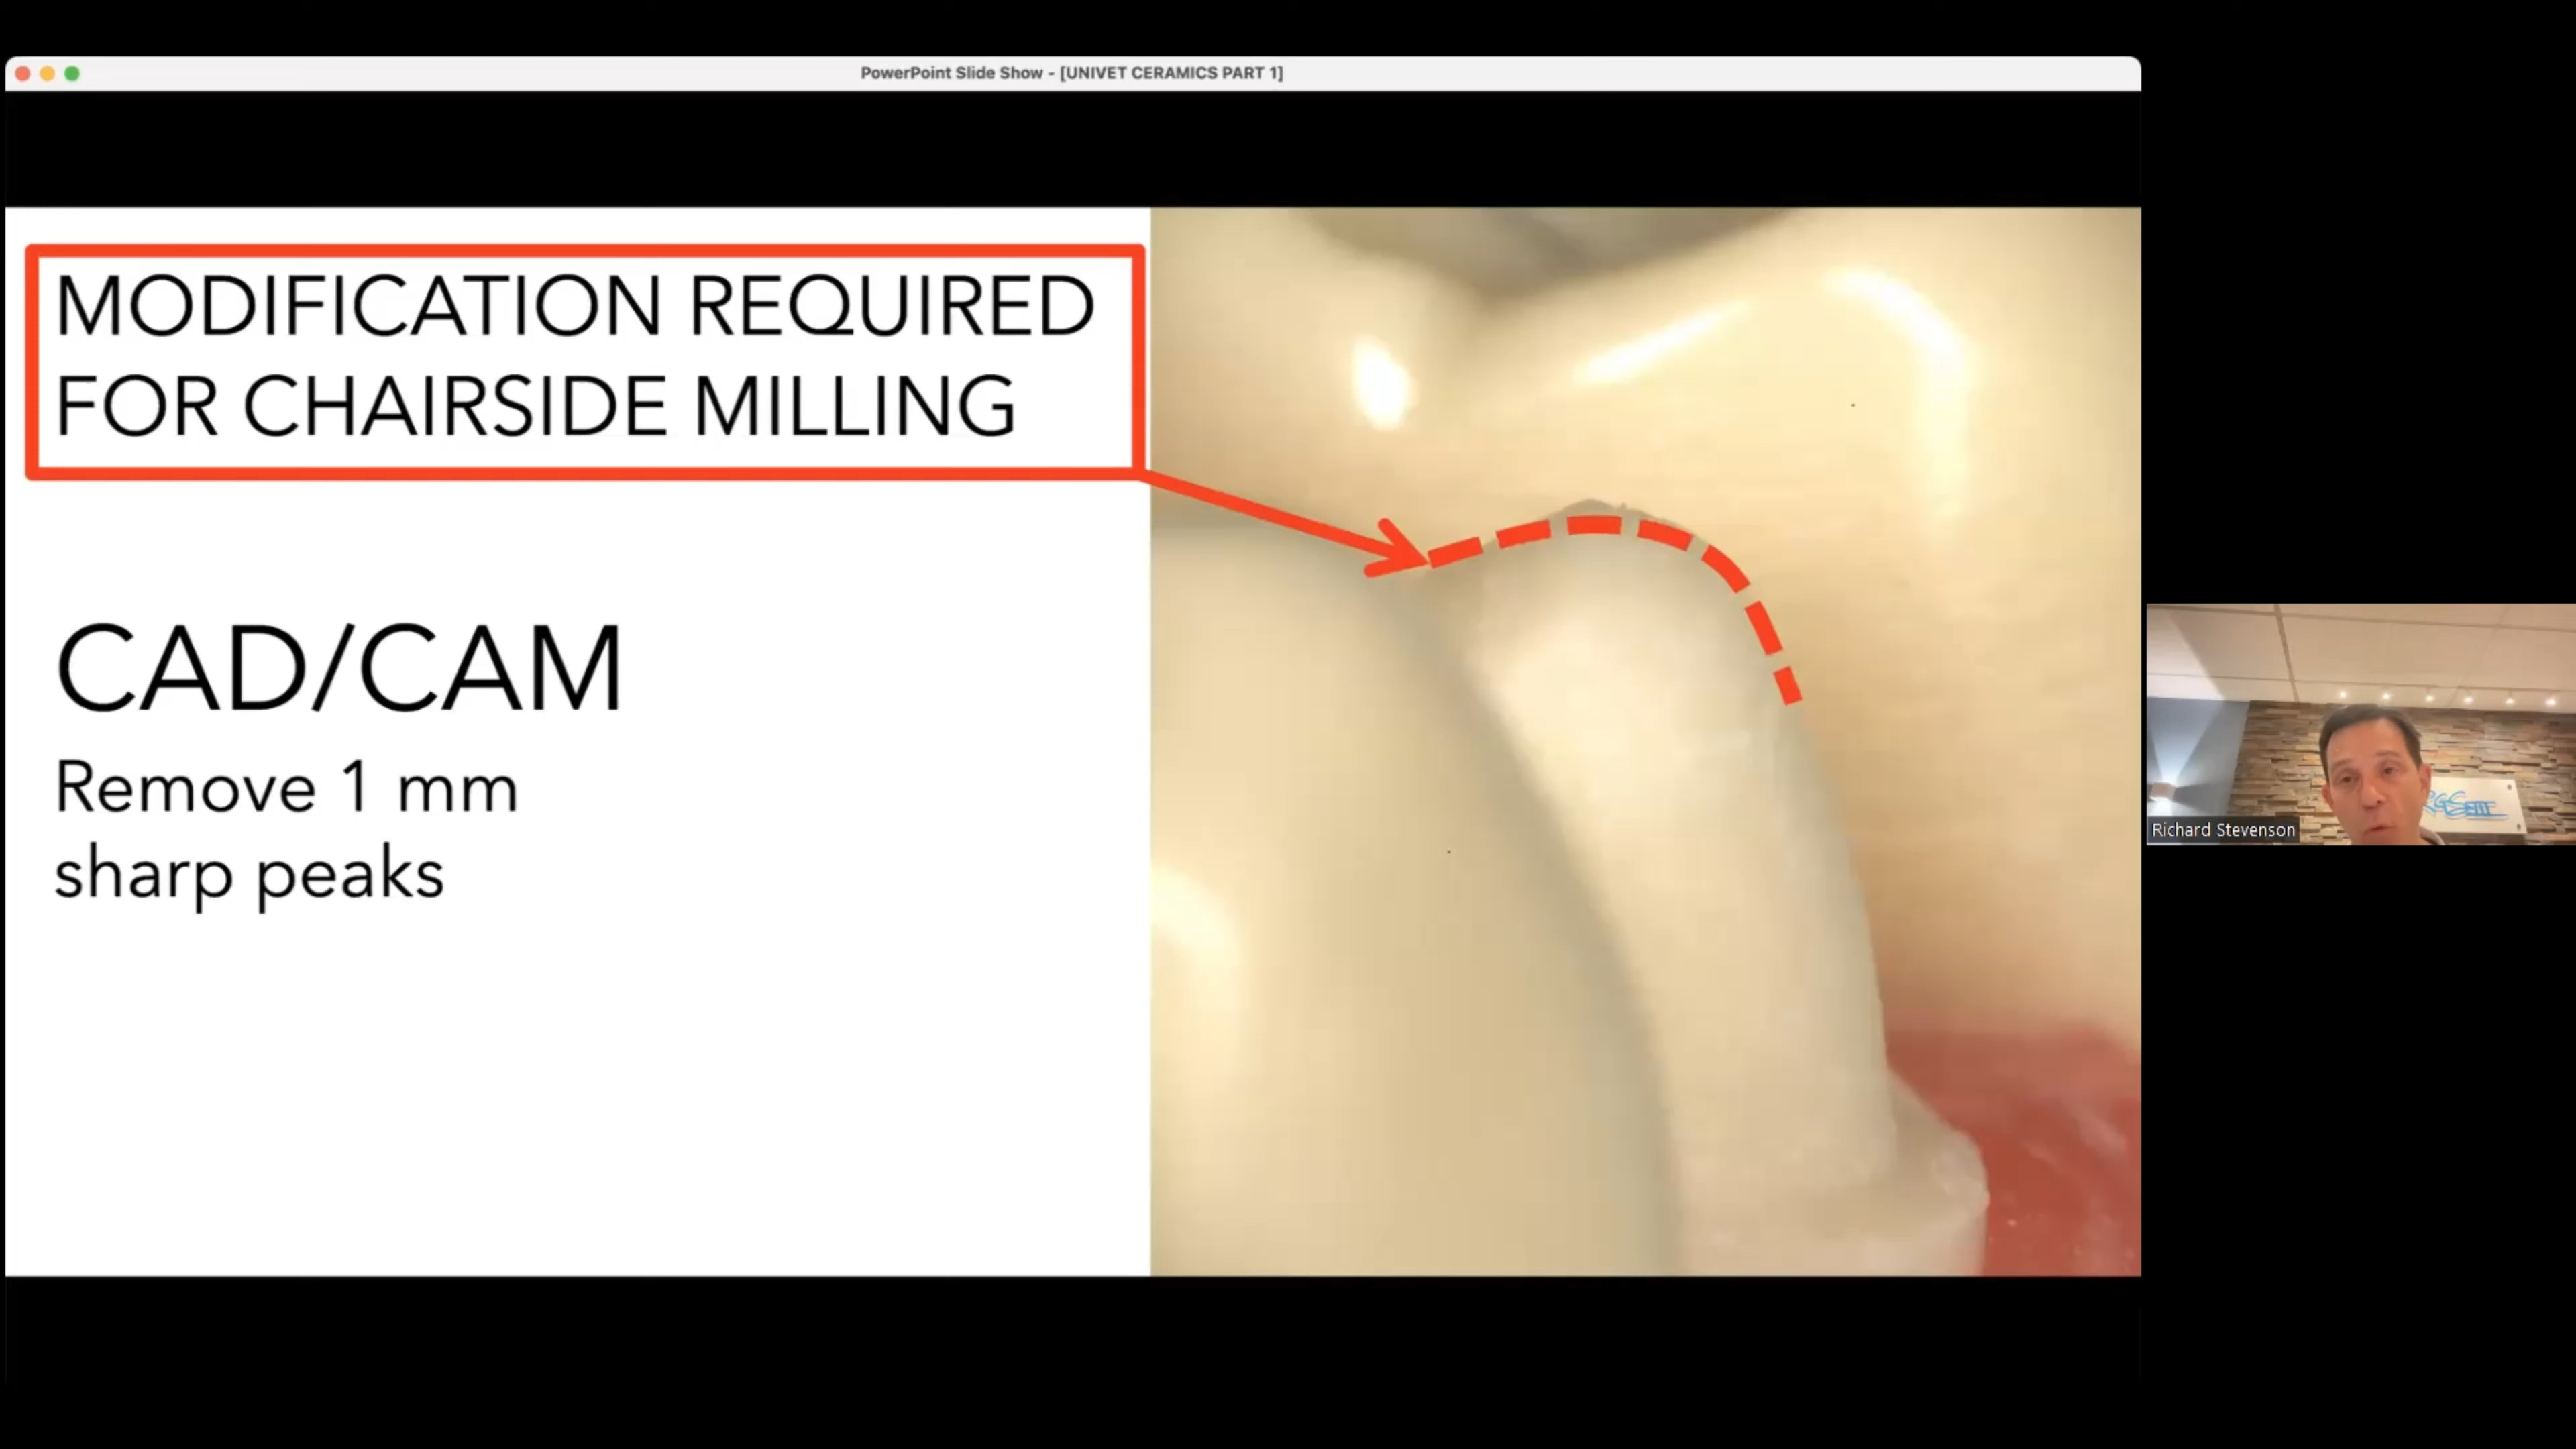 PowerPoint Slide Show - [UNIVET CERAMICS PART 1]
MODIFICATION REQUIRED
FOR CHAIRSIDE MILLING
CAD/CAM
Remove 1 mm
sharp peaks
Richard Stevenson